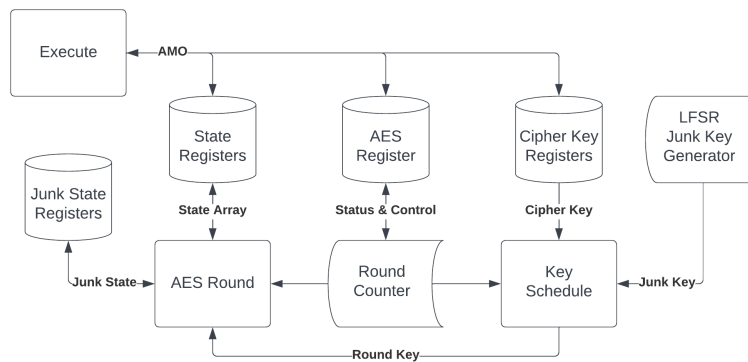 Execute
AMO
State
Registers
AES
Register
Cipher Key
Registers
LFSR
Junk Key
Generator
Junk State
Registers
State Array
Status & Control
Cipher Key
Junk State
AES Round
Round
Counter
Key
Schedule
Junk Key
Round Key